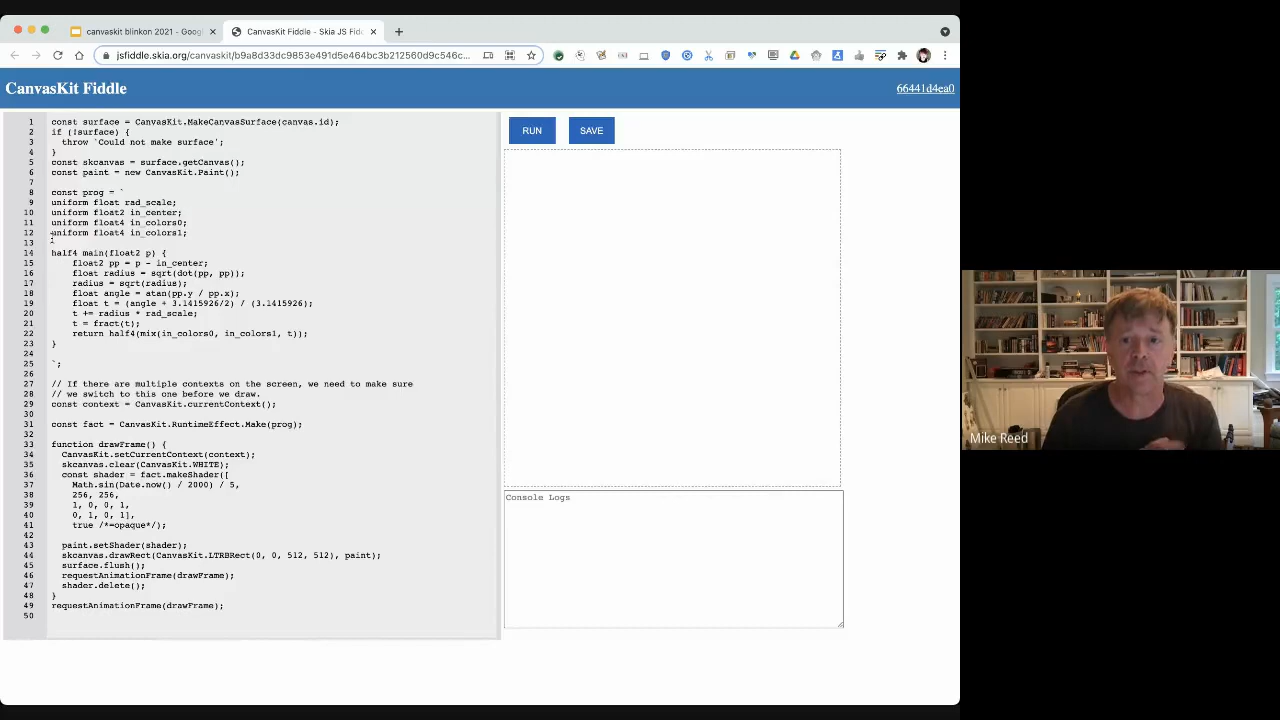 canvaskit blinkon 2021 - Goog
CanvasKit Fiddle - Skia JS Fid
jsfiddle.skia.org/canvaskit/b9a8d33dc9853e491d5e464bc3b212560d9c546c...
CanvasKit Fiddle
66441d4ea0
1 const surface = CanvasKit.MakeCanvasSurface(canvas.id);
2 if (!surface) {
3 throw `Could not make surface`;
4 }
5 const skcanvas = surface.getCanvas();
6 const paint = new CanvasKit.Paint();
7
8 const prog = `
9 uniform float rad_scale;
10 uniform float2 in_center;
11 uniform float4 in_colors0;
12 uniform float4 in_colors1;
13
14 half4 main(float2 p) {
15 float2 pp = p - in_center;
16 float radius = sqrt(dot(pp, pp));
17 radius = sqrt(radius);
18 float angle = atan(pp.y / pp.x);
19 float t = (angle + 3.1415926/2) / (3.1415926);
20 t += radius * rad_scale;
21 t = fract(t);
22 return half4(mix(in_colors0, in_colors1, t));
23 }
24
25 `;
26
27 // If there are multiple contexts on the screen, we need to make sure
28 // we switch to this one before we draw.
29 const context = CanvasKit.currentContext();
30
31 const fact = CanvasKit.RuntimeEffect.Make(prog);
32
33 function drawFrame() {
34 CanvasKit.setCurrentContext(context);
35 skcanvas.clear(CanvasKit.WHITE);
36 const shader = fact.makeShader([
37 Math.sin(Date.now() / 2000) / 5,
38 256, 256,
39 1, 0, 0, 1,
40 0, 1, 0, 1],
41 true /*=opaque*/);
42
43 paint.setShader(shader);
44 skcanvas.drawRect(CanvasKit.LTRBRect(0, 0, 512, 512), paint);
45 surface.flush();
46 requestAnimationFrame(drawFrame);
47 shader.delete();
48 }
49 requestAnimationFrame(drawFrame);
50
RUN
SAVE
Console Logs
Mike Reed